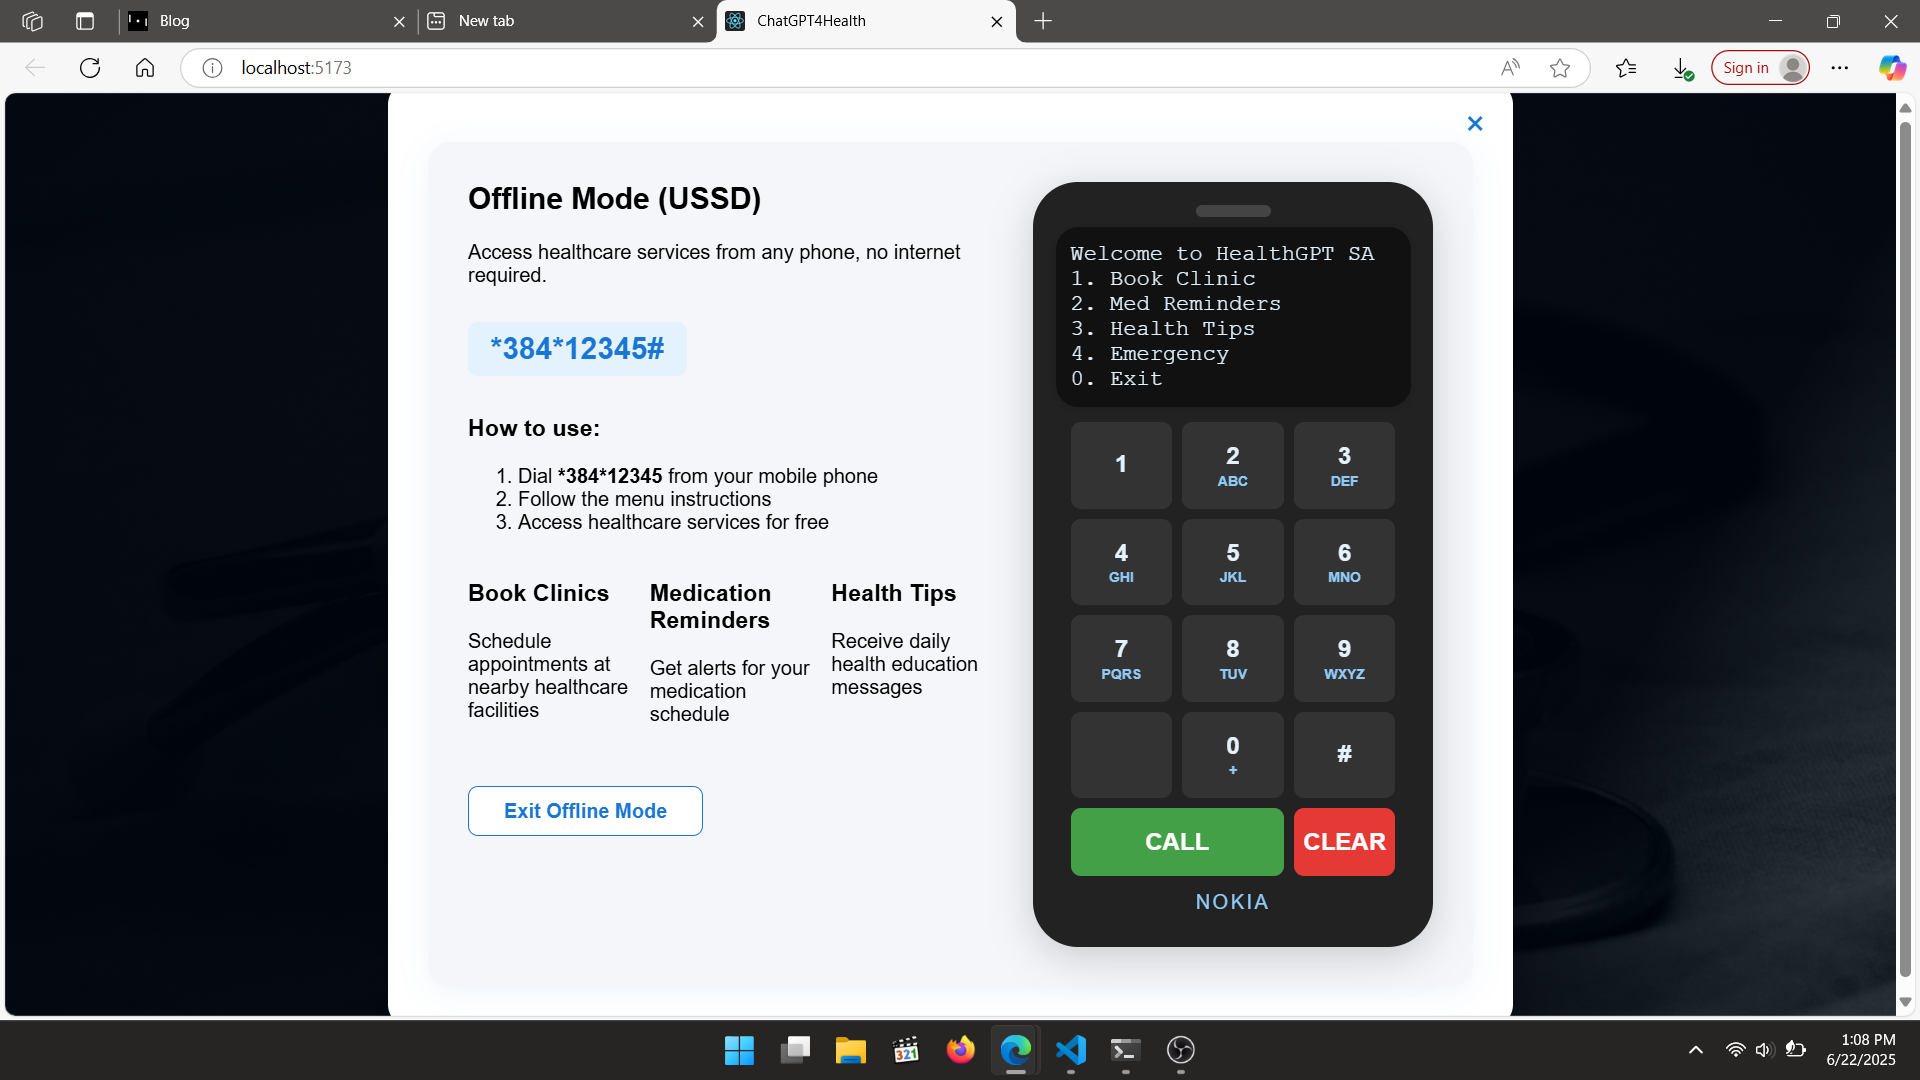 Blog
New tab
ChatGPT4Health
localhost:5173
Sign in
Offline Mode (USSD)
Access healthcare services from any phone, no internet
required.
*384*12345#
How to use:
1. Dial *384*12345 from your mobile phone
2. Follow the menu instructions
3. Access healthcare services for free
Book Clinics
Schedule
appointments at
nearby healthcare
facilities
Medication
Reminders
Get alerts for your
medication
schedule
Health Tips
Receive daily
health education
messages
Exit Offline Mode
Welcome to HealthGPT SA
1. Book Clinic
2. Med Reminders
3. Health Tips
4. Emergency
0. Exit
1
2
ABC
3
DEF
4
GHI
5
JKL
6
MNO
7
PQRS
8
TUV
9
WXYZ
0
+
#
CALL
CLEAR
NOKIA
321
1:08 PM
6/22/2025